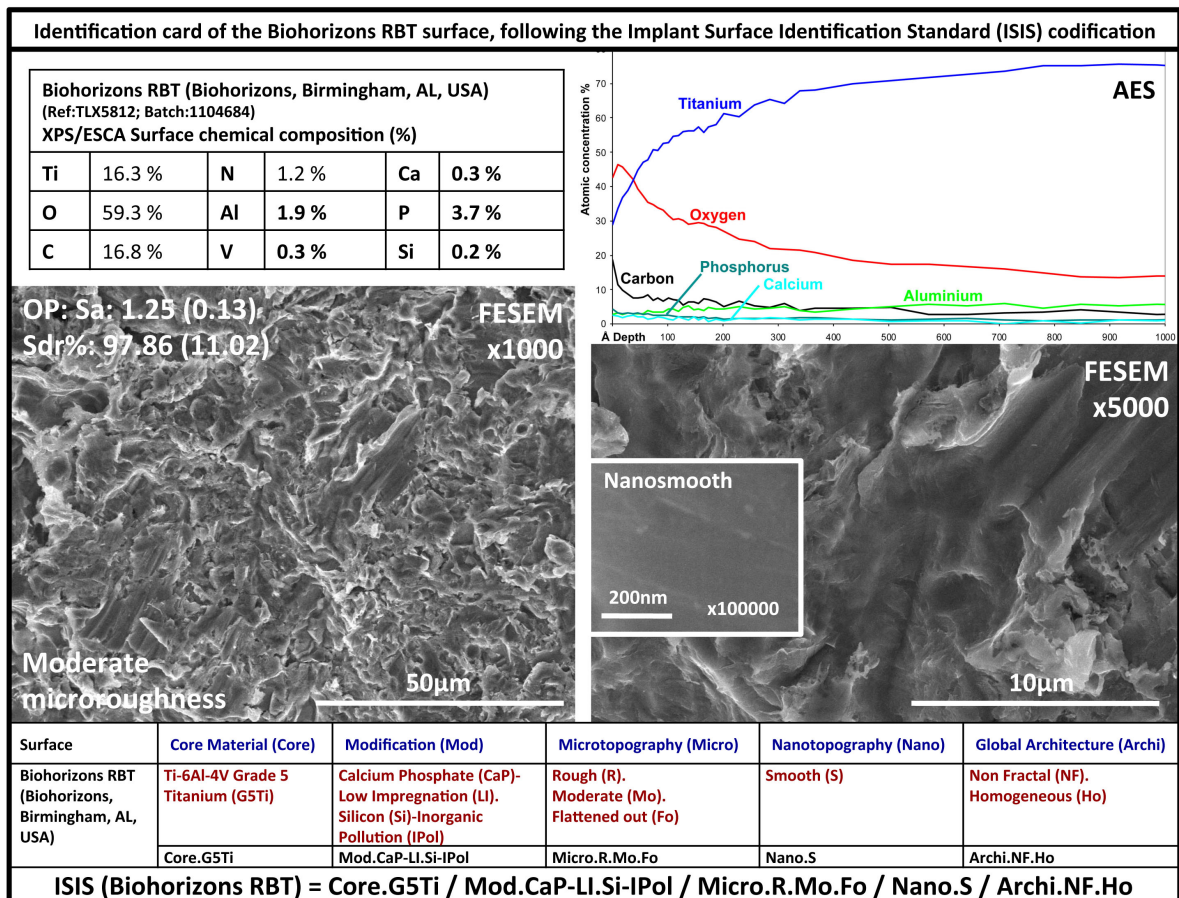 Identification card of the Biohorizons RBT surface, following the Implant Surface Identification Standard (ISIS) codification
Biohorizons RBT (Biohorizons, Birmingham, AL, USA)
(Ref:TLX5812; Batch:1104684)
XPS/ESCA Surface chemical composition (%)
Ti 16.3 % N 1.2 % Ca 0.3 %
O 59.3 % Al 1.9 % P 3.7 %
C 16.8 % V 0.3 % Si 0.2 %
AES
Atomic concentration %
70
60
50
40
30
20
10
0
Titanium
Oxygen
Carbon
Phosphorus
Calcium
Aluminium
Å Depth 100 200 300 400 500 600 700 800 900 1000
OP: Sa: 1.25 (0.13)
Sdr%: 97.86 (11.02)
FESEM
x1000
Moderate
microroughness
50µm
FESEM
x5000
Nanosmooth
200nm x100000
10µm
Surface Core Material (Core) Modification (Mod) Microtopography (Micro) Nanotopography (Nano) Global Architecture (Archi)
Biohorizons RBT
(Biohorizons,
Birmingham, AL,
USA)
Ti-6Al-4V Grade 5
Titanium (G5Ti)
Calcium Phosphate (CaP)-
Low Impregnation (LI).
Silicon (Si)-Inorganic
Pollution (IPol)
Rough (R).
Moderate (Mo).
Flattened out (Fo)
Smooth (S)
Non Fractal (NF).
Homogeneous (Ho)
Core.G5Ti Mod.CaP-LI.Si-IPol Micro.R.Mo.Fo Nano.S Archi.NF.Ho
ISIS (Biohorizons RBT) = Core.G5Ti / Mod.CaP-LI.Si-IPol / Micro.R.Mo.Fo / Nano.S / Archi.NF.Ho